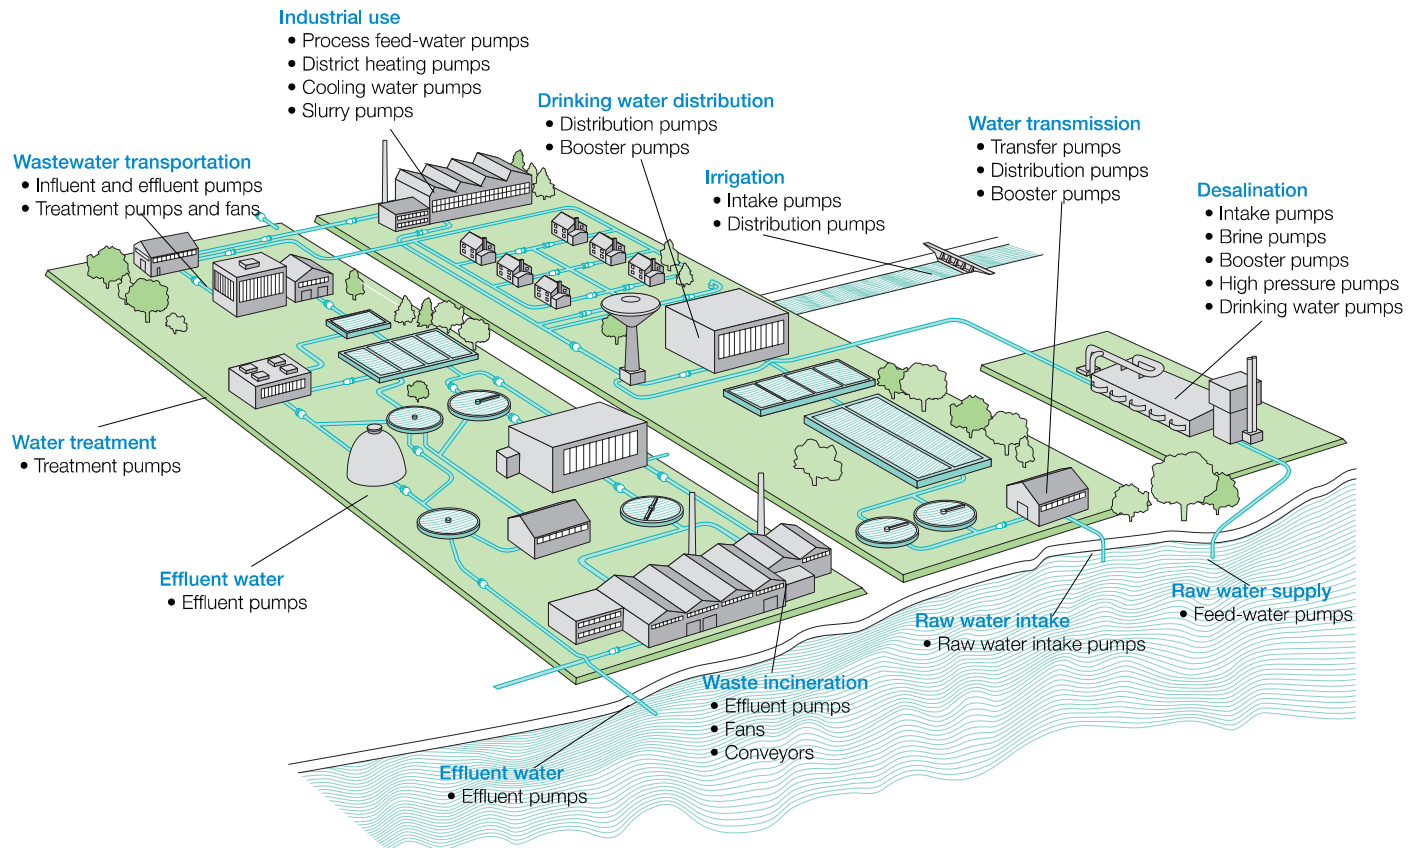 Industrial use
• Process feed-water pumps
• District heating pumps
• Cooling water pumps
• Slurry pumps
Drinking water distribution
• Distribution pumps
• Booster pumps
Water transmission
• Transfer pumps
• Distribution pumps
• Booster pumps
Wastewater transportation
• Influent and effluent pumps
• Treatment pumps and fans
Irrigation
• Intake pumps
• Distribution pumps
Desalination
• Intake pumps
• Brine pumps
• Booster pumps
• High pressure pumps
• Drinking water pumps
Water treatment
• Treatment pumps
Effluent water
• Effluent pumps
Raw water supply
• Feed-water pumps
Raw water intake
• Raw water intake pumps
Waste incineration
• Effluent pumps
• Fans
• Conveyors
Effluent water
• Effluent pumps